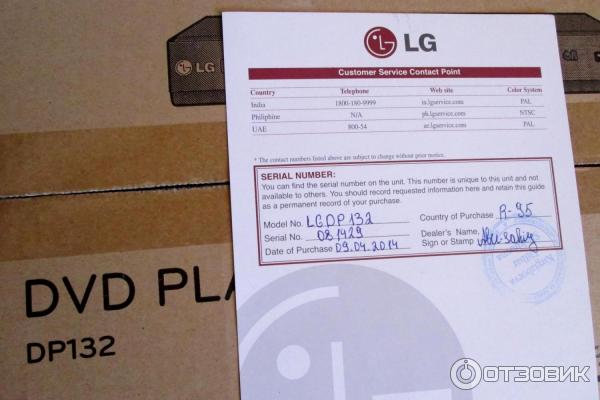 LG
LG
Customer Service Contact Point
Country Telephone Web site Color System
India 1800-180-9999 in.lgservice.com PAL
Philiphine N/A ph.lgservice.com NTSC
UAE 800-54 ae.lgservice.com PAL
* The contact numbers listed above are subject to change without prior notice.
SERIAL NUMBER:
You can find the serial number on the unit. This number is unique to this unit and not
available to others. You should record requested information here and retain this guide
as a permanent record of your purchase.
Model No. LGDP132 Country of Purchase R-95
Serial No. 081429 Dealer's Name,
Date of Purchase 09.04.2014 Sign or Stamp
DVD PLA
DP132
ОТЗОВИК